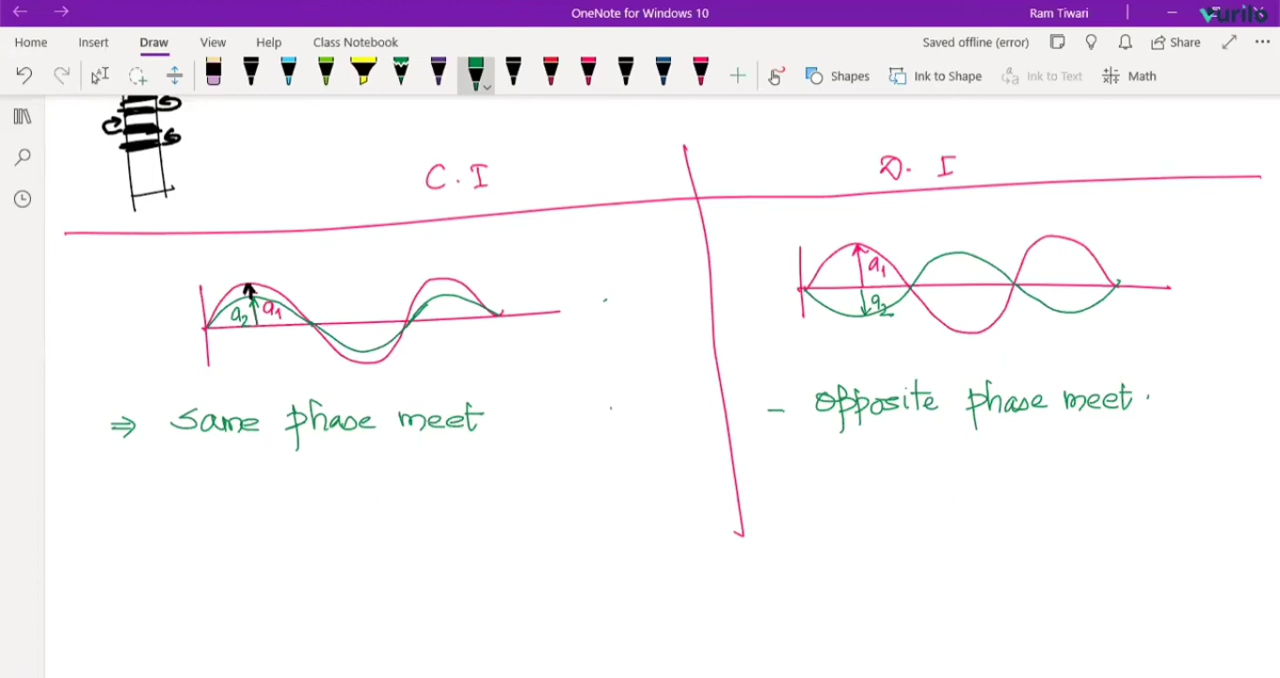 OneNote for Windows 10
Ram Tiwari
Vurilo
Home Insert Draw View Help Class Notebook
Saved offline (error) Share
Shapes Ink to Shape Ink to Text Math
C. I
D. I
a1
a2
a2 a1
⇒ same phase meet
- opposite phase meet.